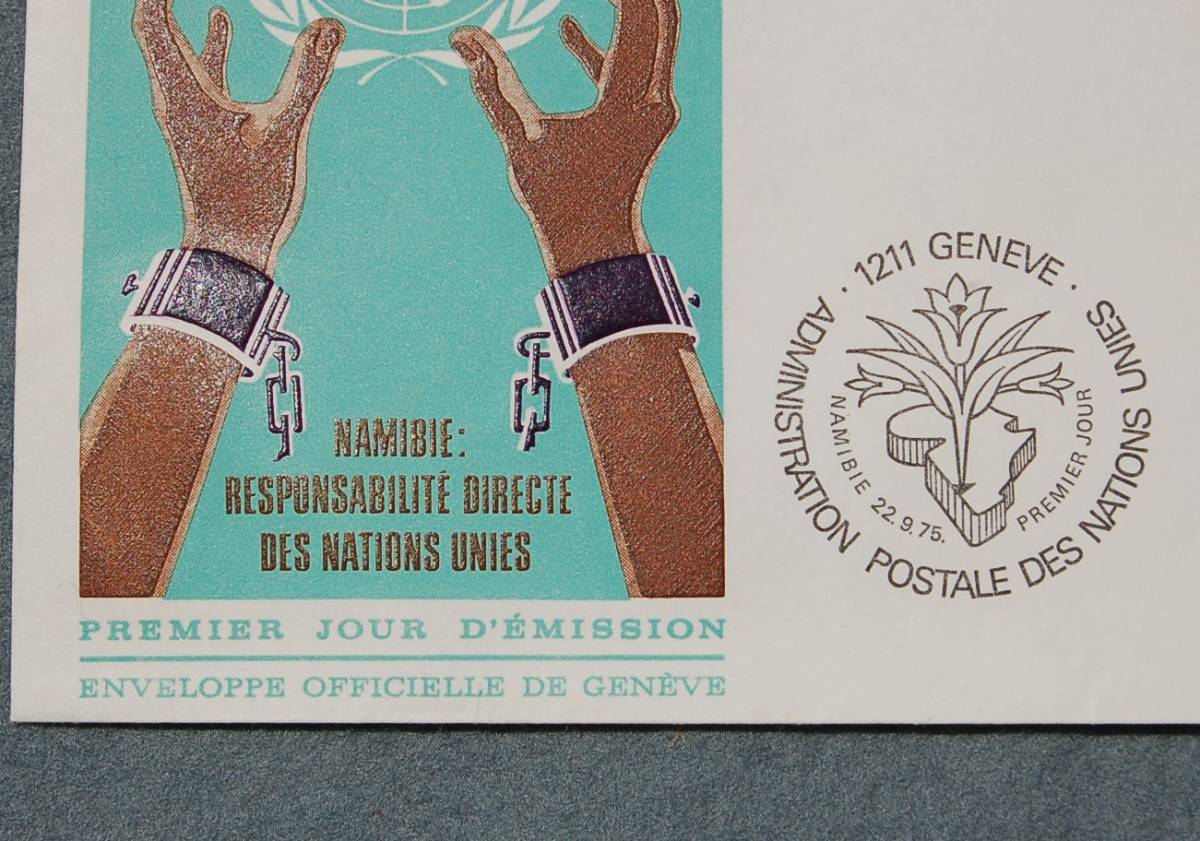 NAMIBIE:
RESPONSABILITÉ DIRECTE
DES NATIONS UNIES
PREMIER JOUR D'ÉMISSION
ENVELOPPE OFFICIELLE DE GENÈVE
· 1211 GENEVE ·
ADMINISTRATION POSTALE DES NATIONS UNIES
NAMIBIE 22.9.75. PREMIER JOUR